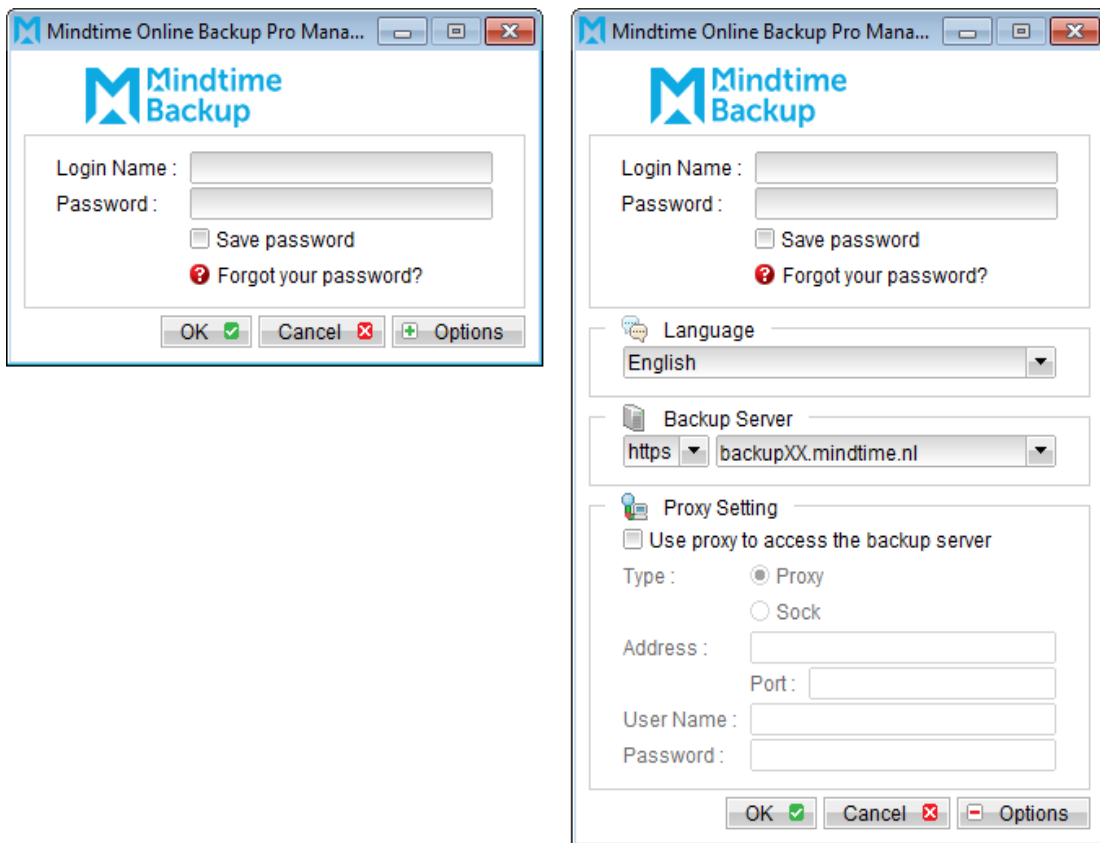 Mindtime Online Backup Pro Mana...
Mindtime
Backup
Login Name :
Password :
Save password
Forgot your password?
OK Cancel Options
Mindtime Online Backup Pro Mana...
Mindtime
Backup
Login Name :
Password :
Save password
Forgot your password?
Language
English
Backup Server
https backupXX.mindtime.nl
Proxy Setting
Use proxy to access the backup server
Type : Proxy
Sock
Address :
Port :
User Name :
Password :
OK Cancel Options